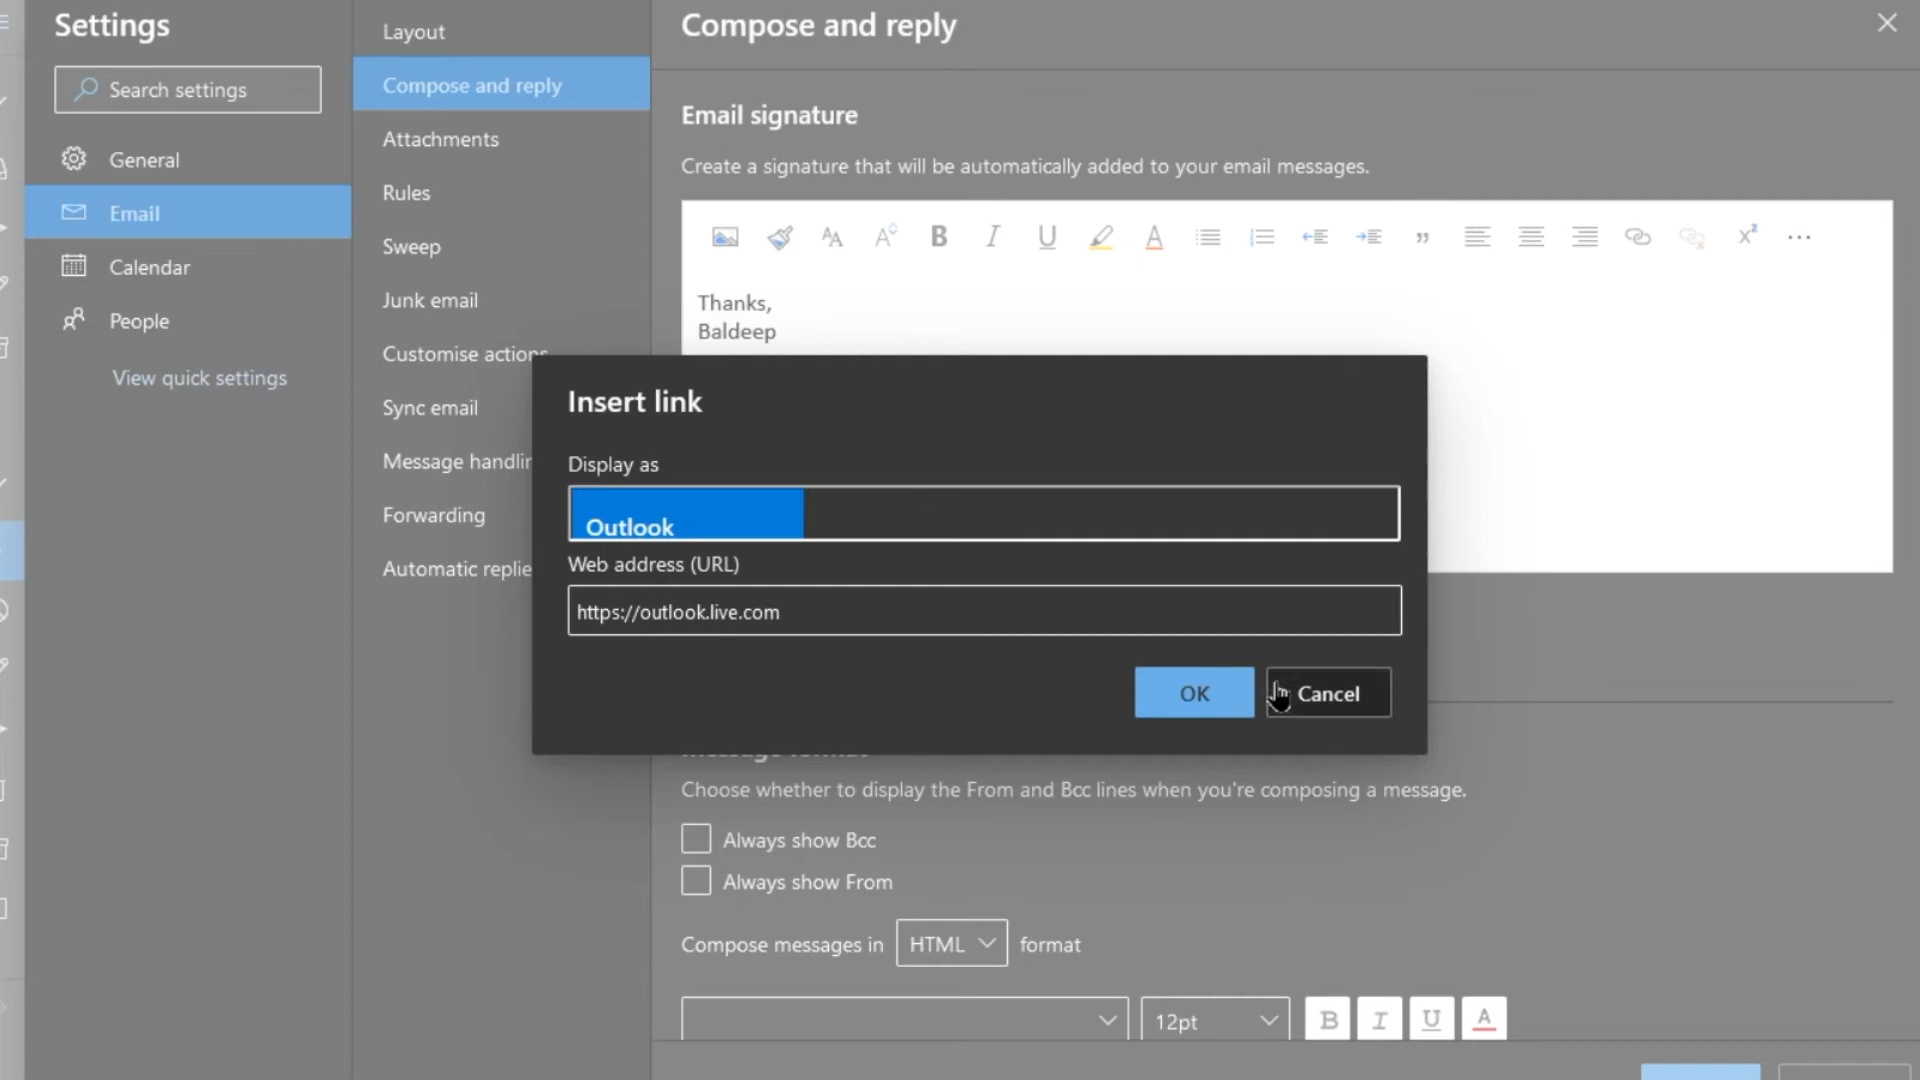 Settings
Search settings
General
Email
Calendar
People
View quick settings
Layout
Compose and reply
Attachments
Rules
Sweep
Junk email
Customise actions
Sync email
Message handlin
Forwarding
Automatic replie
Compose and reply
Email signature
Create a signature that will be automatically added to your email messages.
Thanks,
Baldeep
Insert link
Display as
Outlook
Web address (URL)
https://outlook.live.com
OK
Cancel
Message format
Choose whether to display the From and Bcc lines when you're composing a message.
Always show Bcc
Always show From
Compose messages in HTML format
12pt
B I U A